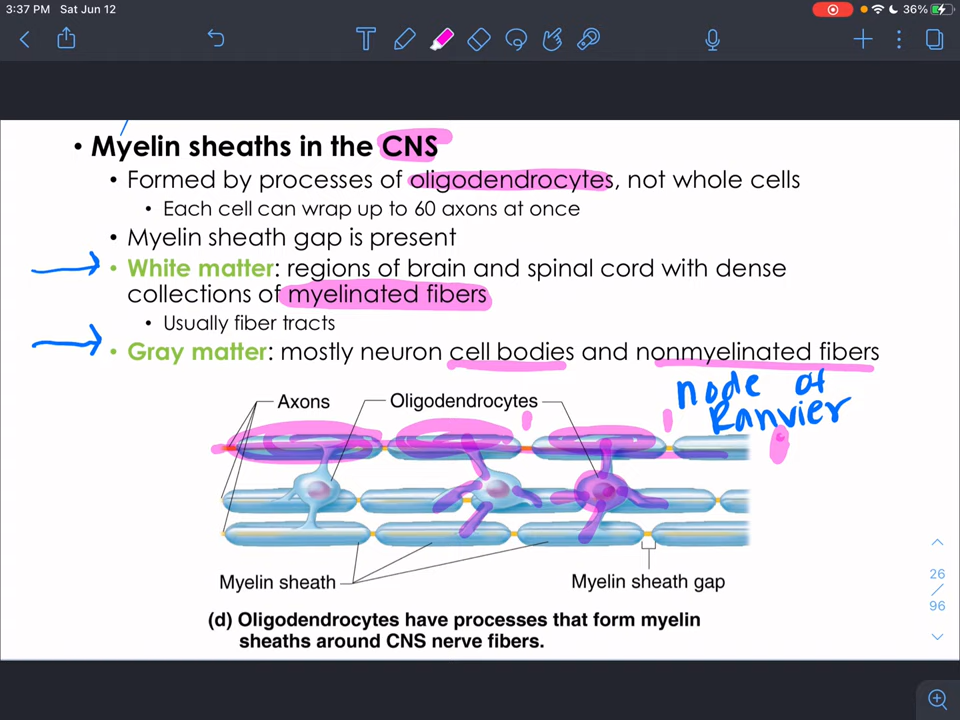 3:37 PM Sat Jun 12 36%
T
• Myelin sheaths in the CNS
• Formed by processes of oligodendrocytes, not whole cells
• Each cell can wrap up to 60 axons at once
• Myelin sheath gap is present
• White matter: regions of brain and spinal cord with dense
collections of myelinated fibers
• Usually fiber tracts
• Gray matter: mostly neuron cell bodies and nonmyelinated fibers
node of
Ranvier
Axons
Oligodendrocytes
Myelin sheath
Myelin sheath gap
(d) Oligodendrocytes have processes that form myelin
sheaths around CNS nerve fibers.
26
/
96